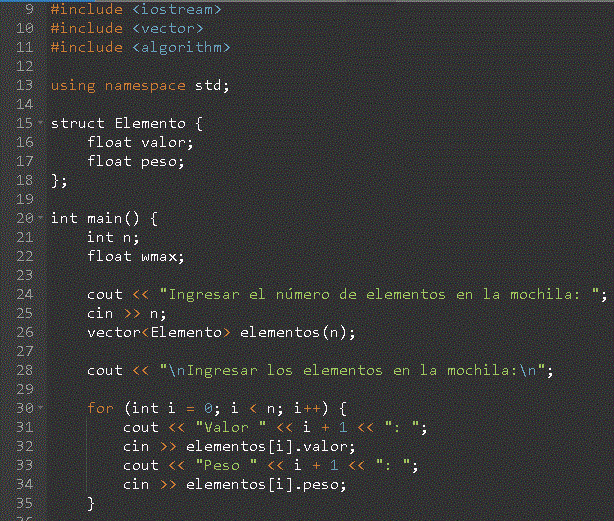 9 #include <iostream>
10 #include <vector>
11 #include <algorithm>
12
13 using namespace std;
14
15 struct Elemento {
16     float valor;
17     float peso;
18 };
19
20 int main() {
21     int n;
22     float wmax;
23
24     cout << "Ingresar el número de elementos en la mochila: ";
25     cin >> n;
26     vector<Elemento> elementos(n);
27
28     cout << "\nIngresar los elementos en la mochila:\n";
29
30     for (int i = 0; i < n; i++) {
31         cout << "Valor " << i + 1 << ": ";
32         cin >> elementos[i].valor;
33         cout << "Peso " << i + 1 << ": ";
34         cin >> elementos[i].peso;
35     }